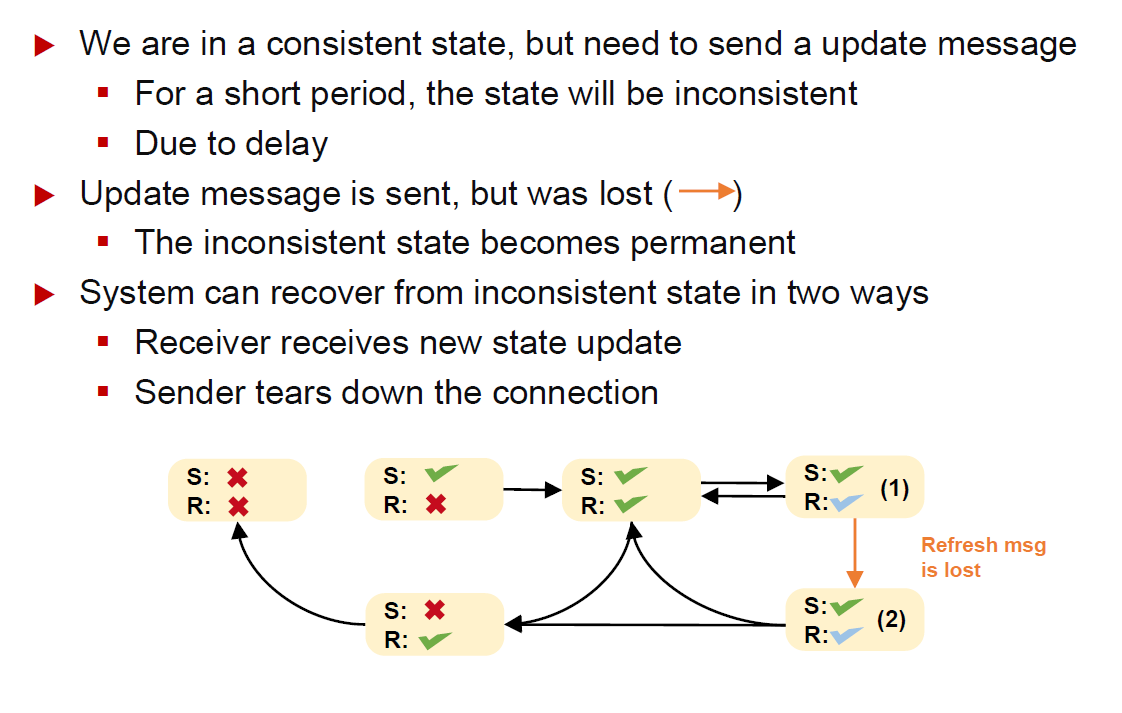 We are in a consistent state, but need to send a update message
For a short period, the state will be inconsistent
Due to delay
Update message is sent, but was lost ( )
The inconsistent state becomes permanent
System can recover from inconsistent state in two ways
Receiver receives new state update
Sender tears down the connection
S:
R:
S:
R:
S:
R:
S:
R:
(1)
Refresh msg
is lost
S:
R:
S:
R:
(2)